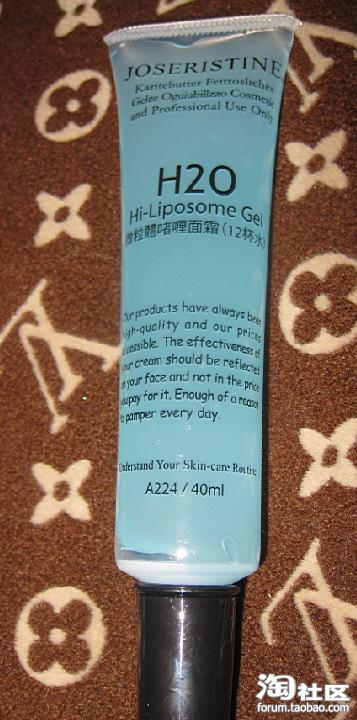 JOSERISTINE
Karitebutter Fermosliches
Gelee Oguiubillzzo Cosmetic
and Professional Use Only
H2O
Hi-Liposome Gel
微粒體啫喱面霜 (12杯水)
Our products have always been
high-quality and our prices
accessible. The effectiveness of
your cream should be reflected
on your face and not in the price
you pay for it. Enough of a reason
to pamper every day.
Understand Your Skin-care Routine
A224 / 40ml
淘社区
forum.taobao.com